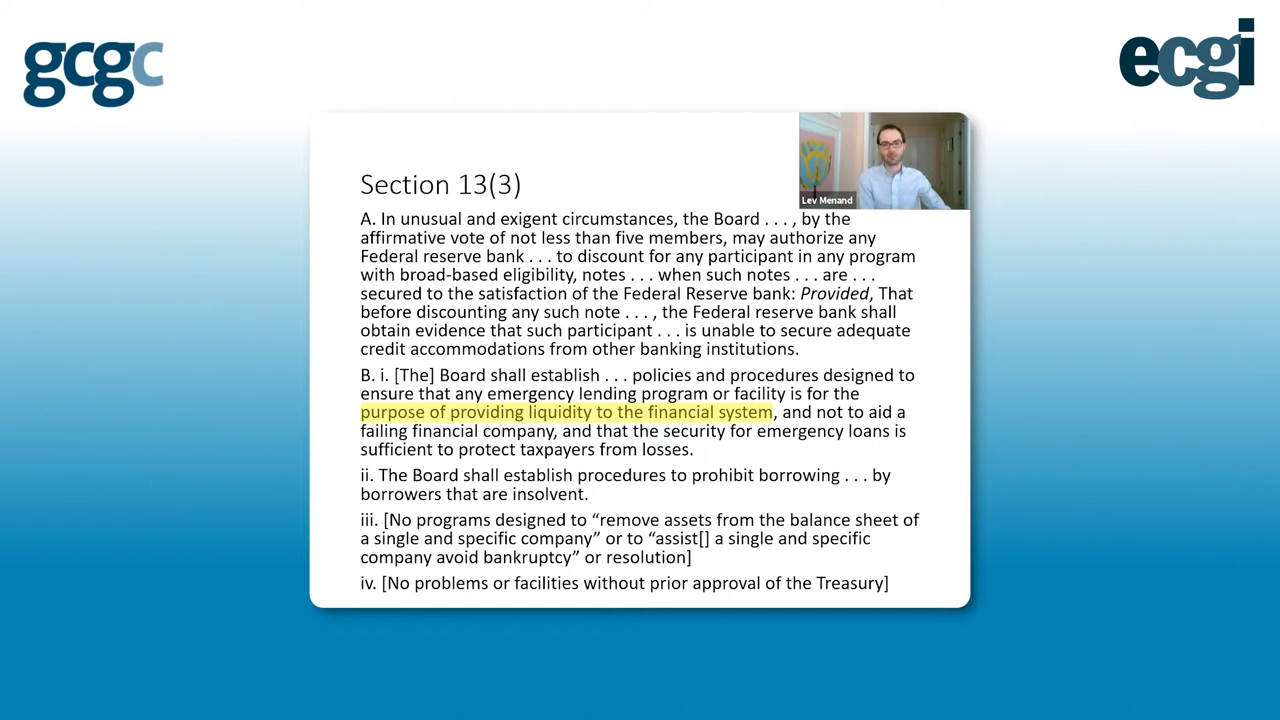 gcgc
ecgi
Lev Menand
Section 13(3)
A. In unusual and exigent circumstances, the Board . . . , by the
affirmative vote of not less than five members, may authorize any
Federal reserve bank . . . to discount for any participant in any program
with broad-based eligibility, notes . . . when such notes . . . are . . .
secured to the satisfaction of the Federal Reserve bank: Provided, That
before discounting any such note . . . , the Federal reserve bank shall
obtain evidence that such participant . . . is unable to secure adequate
credit accommodations from other banking institutions.
B. i. [The] Board shall establish . . . policies and procedures designed to
ensure that any emergency lending program or facility is for the
purpose of providing liquidity to the financial system, and not to aid a
failing financial company, and that the security for emergency loans is
sufficient to protect taxpayers from losses.
ii. The Board shall establish procedures to prohibit borrowing . . . by
borrowers that are insolvent.
iii. [No programs designed to “remove assets from the balance sheet of
a single and specific company” or to “assist[] a single and specific
company avoid bankruptcy” or resolution]
iv. [No problems or facilities without prior approval of the Treasury]